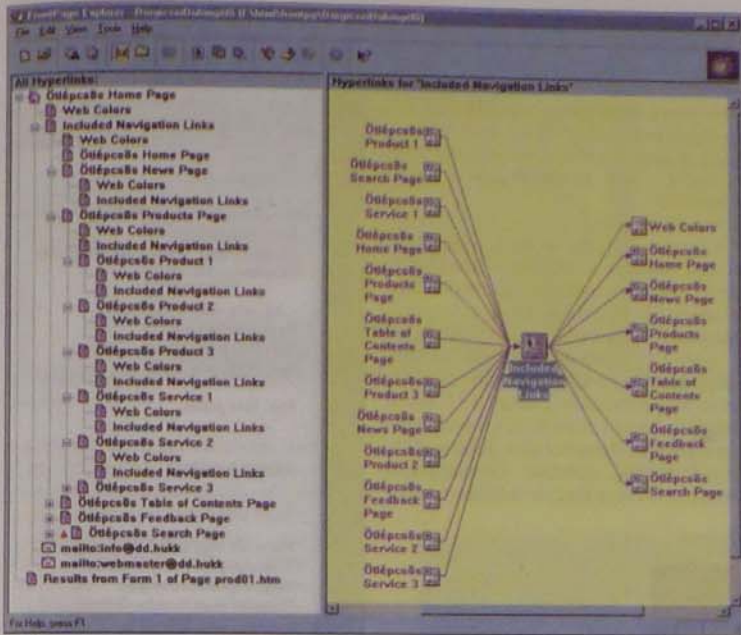 FrontPage Explorer -
File Edit View Tools Help
All Hyperlinks:
Ötlépcsős Home Page
Web Colors
Included Navigation Links
Web Colors
Ötlépcsős Home Page
Ötlépcsős News Page
Web Colors
Included Navigation Links
Ötlépcsős Products Page
Web Colors
Included Navigation Links
Ötlépcsős Product 1
Web Colors
Included Navigation Links
Ötlépcsős Product 2
Web Colors
Included Navigation Links
Ötlépcsős Product 3
Web Colors
Included Navigation Links
Ötlépcsős Service 1
Web Colors
Included Navigation Links
Ötlépcsős Service 2
Web Colors
Included Navigation Links
Ötlépcsős Service 3
Ötlépcsős Table of Contents Page
Ötlépcsős Feedback Page
Ötlépcsős Search Page
mailto:info@dd.hukk
mailto:webmaster@dd.hukk
Results from Form 1 of Page prod01.htm
Hyperlinks for "Included Navigation Links"
Ötlépcsős
Product 1
Ötlépcsős
Search Page
Ötlépcsős
Service 1
Ötlépcsős
Home Page
Ötlépcsős
Products
Page
Ötlépcsős
Table of
Contents
Page
Ötlépcsős
Product 3
Ötlépcsős
News Page
Ötlépcsős
Product 2
Ötlépcsős
Feedback
Page
Ötlépcsős
Service 2
Ötlépcsős
Service 3
Included
Navigation
Links
Web Colors
Ötlépcsős
Home Page
Ötlépcsős
News Page
Ötlépcsős
Products
Page
Ötlépcsős
Table of
Contents
Page
Ötlépcsős
Feedback
Page
Ötlépcsős
Search Page
For Help, press F1